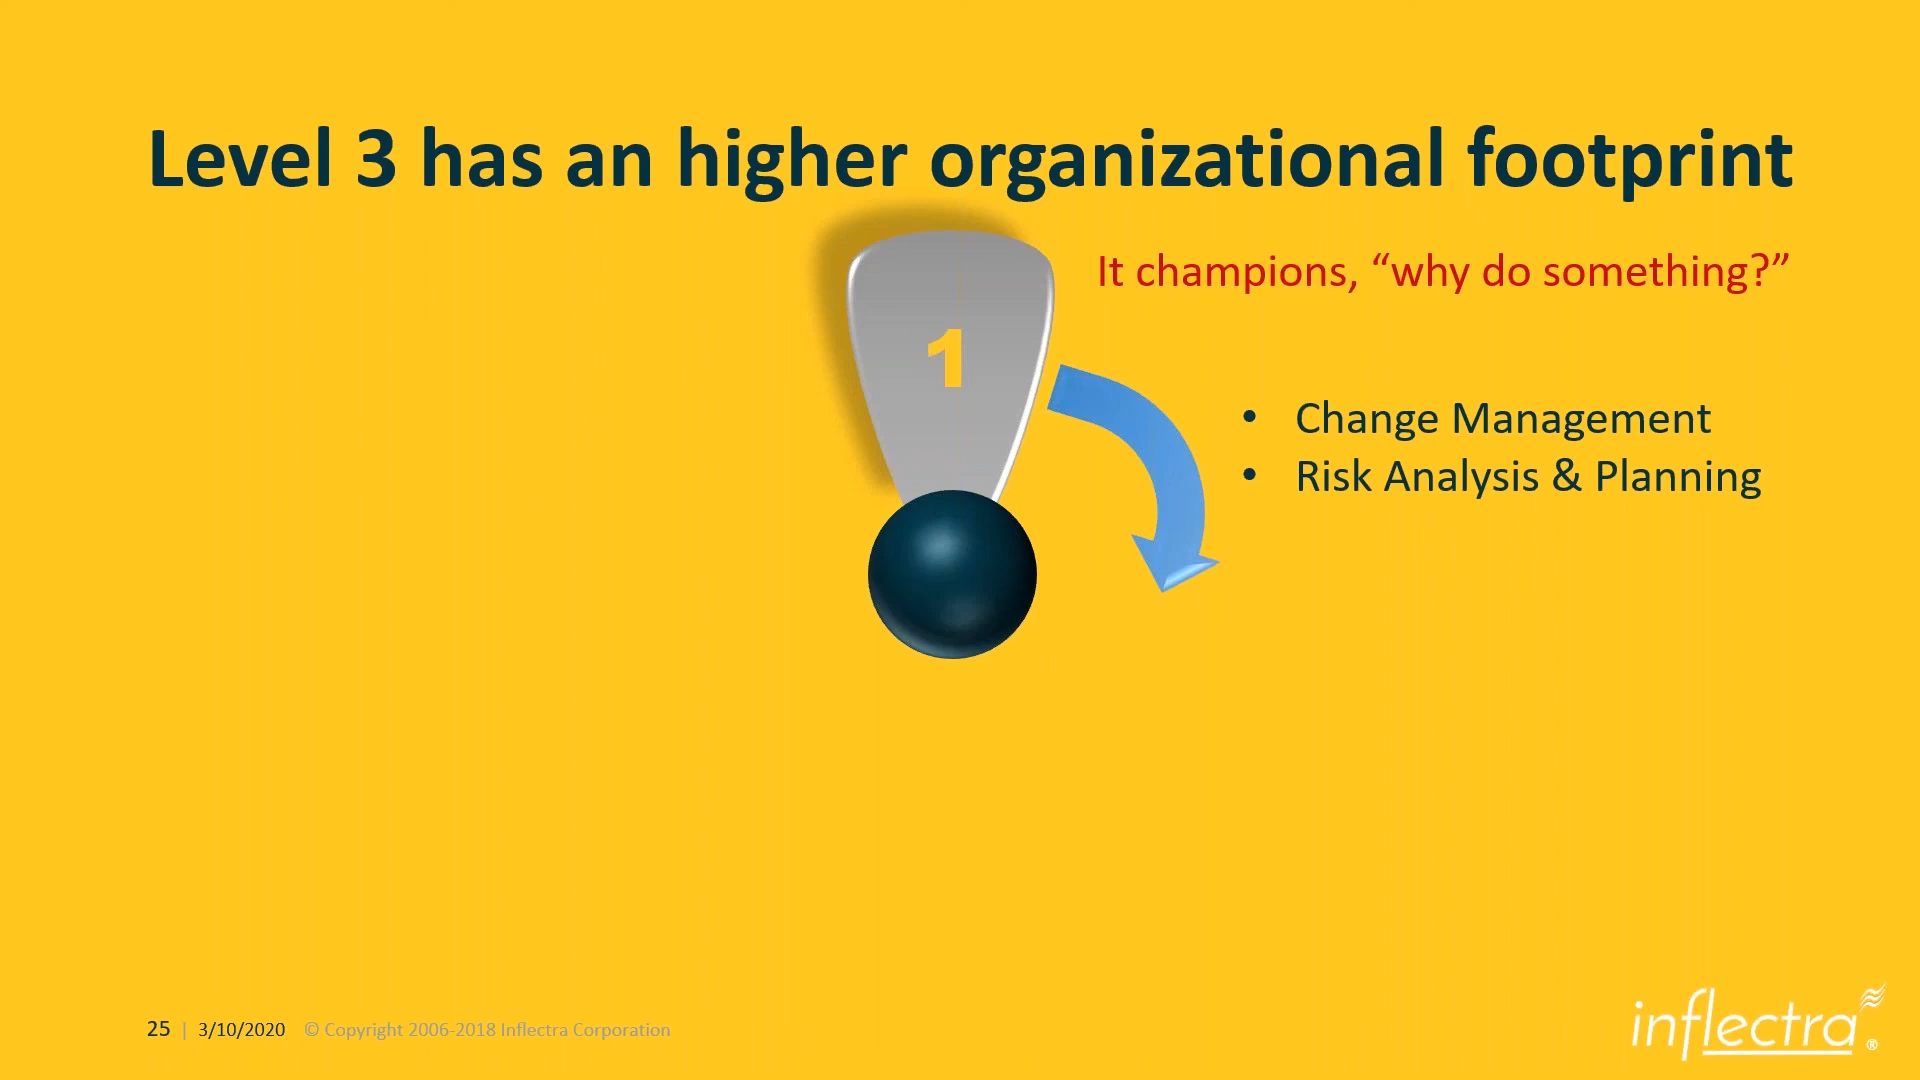 Level 3 has an higher organizational footprint
It champions, “why do something?”
1
• Change Management
• Risk Analysis & Planning
25 | 3/10/2020 © Copyright 2006-2018 Inflectra Corporation
inflectra®